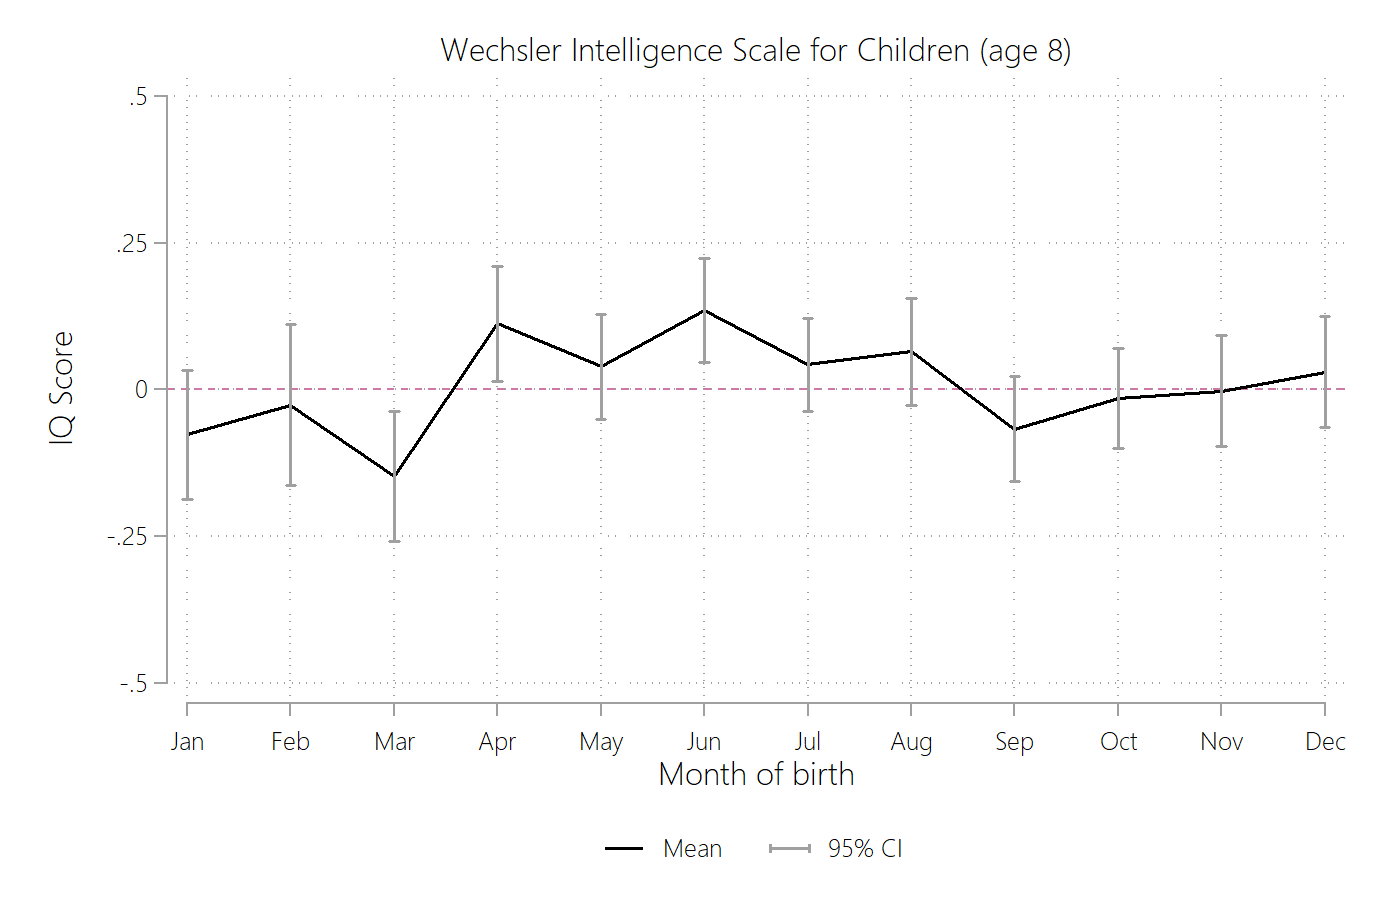 Wechsler Intelligence Scale for Children (age 8)
.5
.25
0
-.25
-.5
IQ Score
Jan Feb Mar Apr May Jun Jul Aug Sep Oct Nov Dec
Month of birth
Mean 95% CI